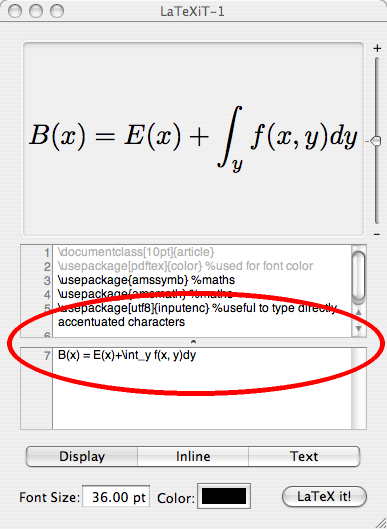 LaTeXiT-1
B(x) = E(x) + ∫_y f(x, y)dy
+
-
1 \documentclass[10pt]{article}
2 \usepackage[pdftex]{color} %used for font color
3 \usepackage{amssymb} %maths
4 \usepackage{amsmath} %maths
5 \usepackage[utf8]{inputenc} %useful to type directly
accentuated characters
6
7 B(x) = E(x)+\int_y f(x, y)dy
Display Inline Text
Font Size: 36.00 pt Color: LaTeX it!